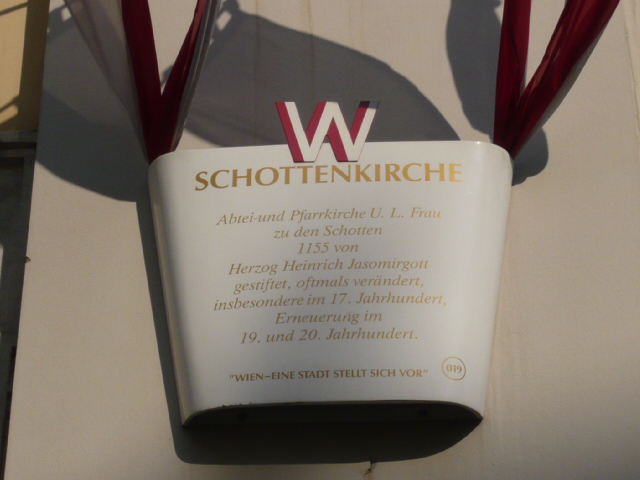 W
SCHOTTENKIRCHE
Abtei-und Pfarrkirche U. L. Frau
zu den Schotten
1155 von
Herzog Heinrich Jasomirgott
gestiftet, oftmals verändert,
insbesondere im 17. Jahrhundert,
Erneuerung im
19. und 20. Jahrhundert.
"WIEN–EINE STADT STELLT SICH VOR" 019